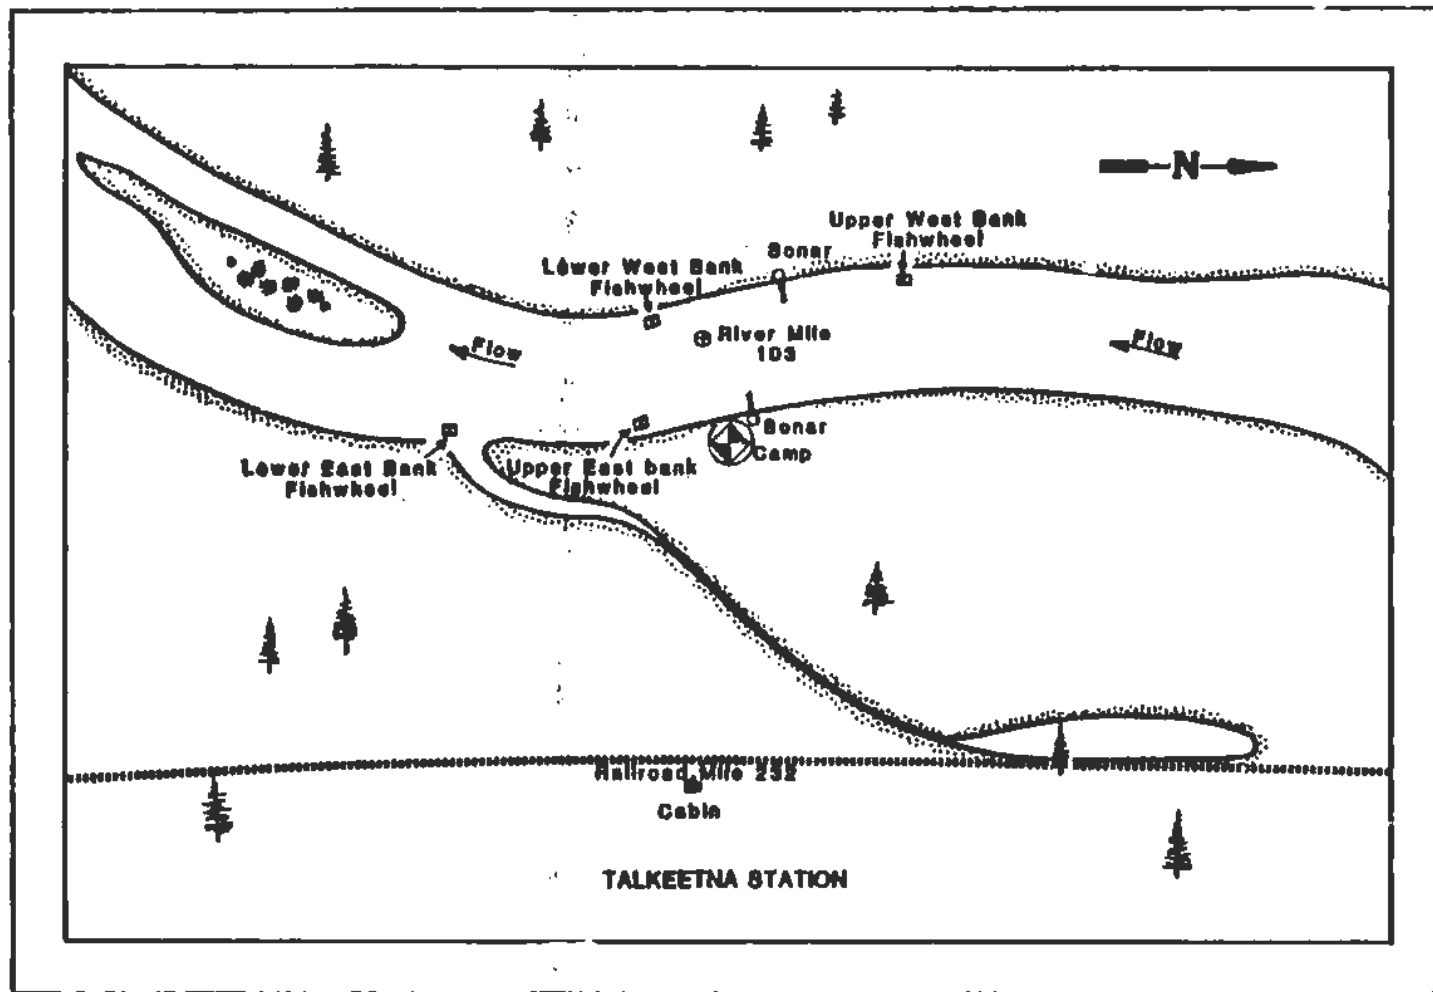 N
Upper West Bank
Fishwheel
Sonar
Lower West Bank
Fishwheel
River Mile
103
Flow
Flow
Sonar
Camp
Lower East Bank
Fishwheel
Upper East bank
Fishwheel
Railroad Mile 232
Cabin
TALKEETNA STATION